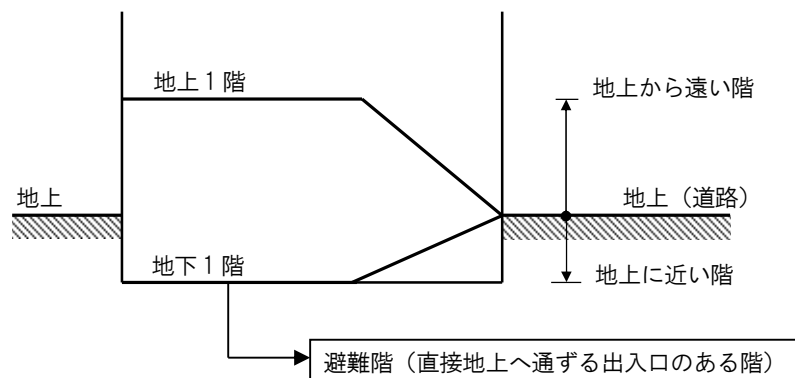 地上1階
地上から遠い階
地上
地上（道路）
地下1階
地上に近い階
避難階（直接地上へ通ずる出入口のある階）